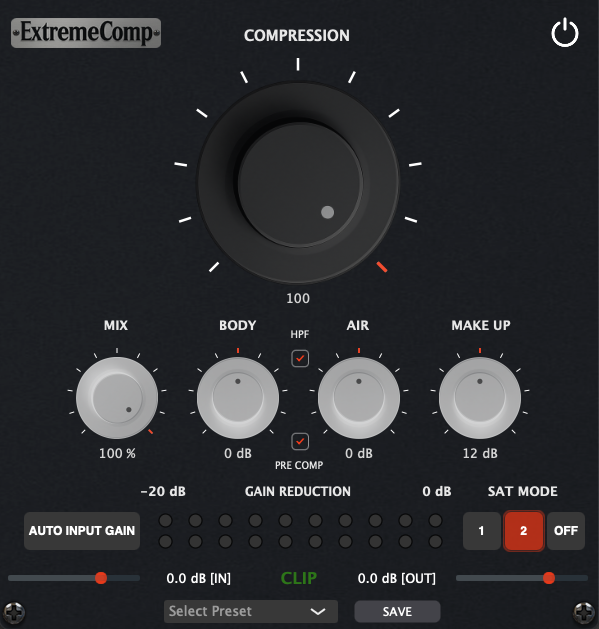 ExtremeComp
COMPRESSION
100
MIX
BODY
HPF
AIR
MAKE UP
100 %
0 dB
PRE COMP
0 dB
12 dB
-20 dB
GAIN REDUCTION
0 dB
SAT MODE
AUTO INPUT GAIN
1
2
OFF
0.0 dB [IN]
CLIP
0.0 dB [OUT]
Select Preset
SAVE